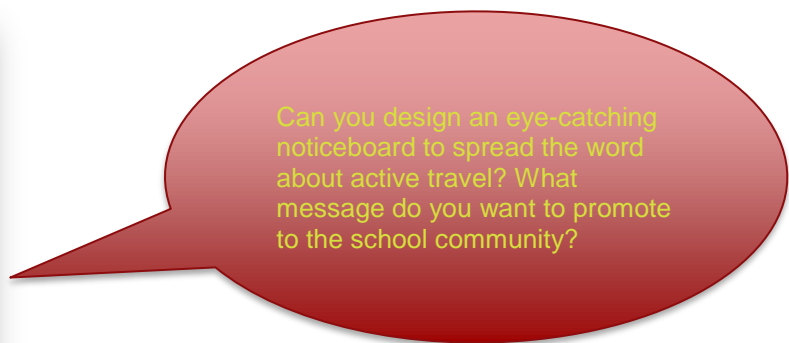 Can you design an eye-catching
noticeboard to spread the word
about active travel? What
message do you want to promote
to the school community?